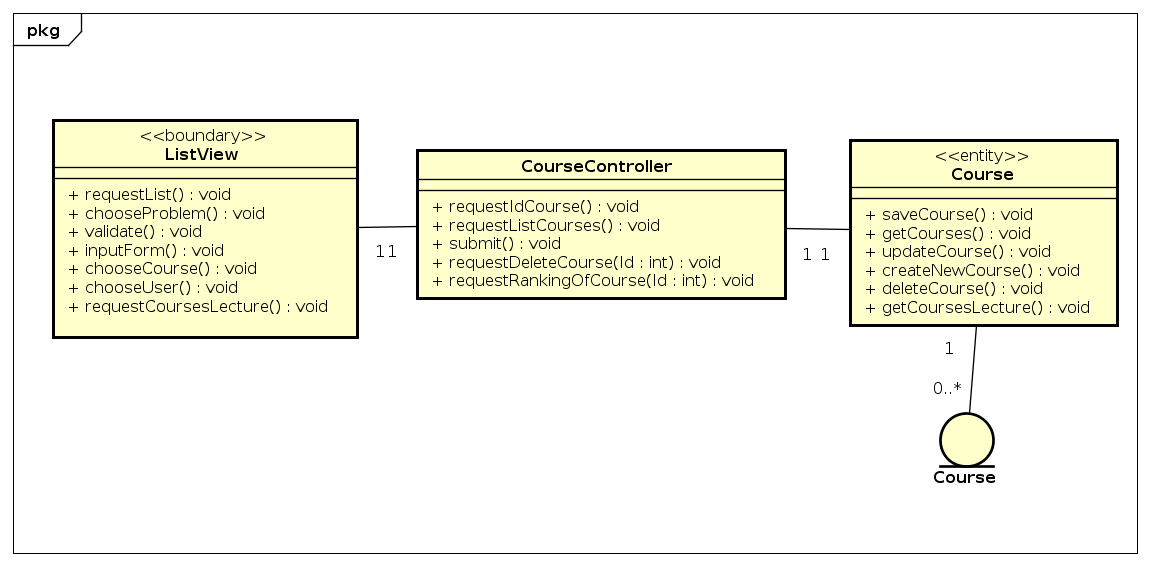 pkg
<<boundary>>
ListView
+ requestList() : void
+ chooseProblem() : void
+ validate() : void
+ inputForm() : void
+ chooseCourse() : void
+ chooseUser() : void
+ requestCoursesLecture() : void
1 1
CourseController
+ requestIdCourse() : void
+ requestListCourses() : void
+ submit() : void
+ requestDeleteCourse(Id : int) : void
+ requestRankingOfCourse(Id : int) : void
1 1
<<entity>>
Course
+ saveCourse() : void
+ getCourses() : void
+ updateCourse() : void
+ createNewCourse() : void
+ deleteCourse() : void
+ getCoursesLecture() : void
1
0..*
Course